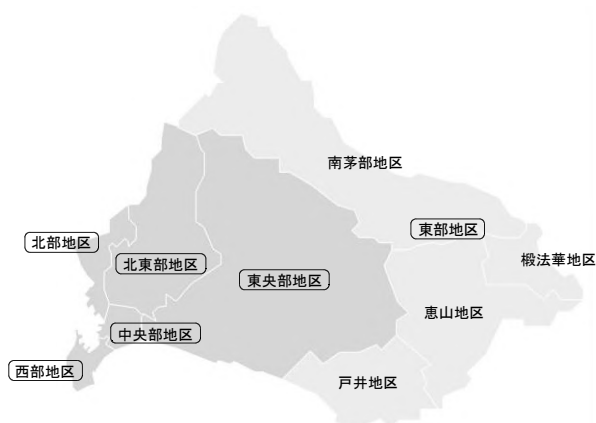 南茅部地区
東部地区
北部地区
椴法華地区
北東部地区
東央部地区
恵山地区
中央部地区
西部地区
戸井地区